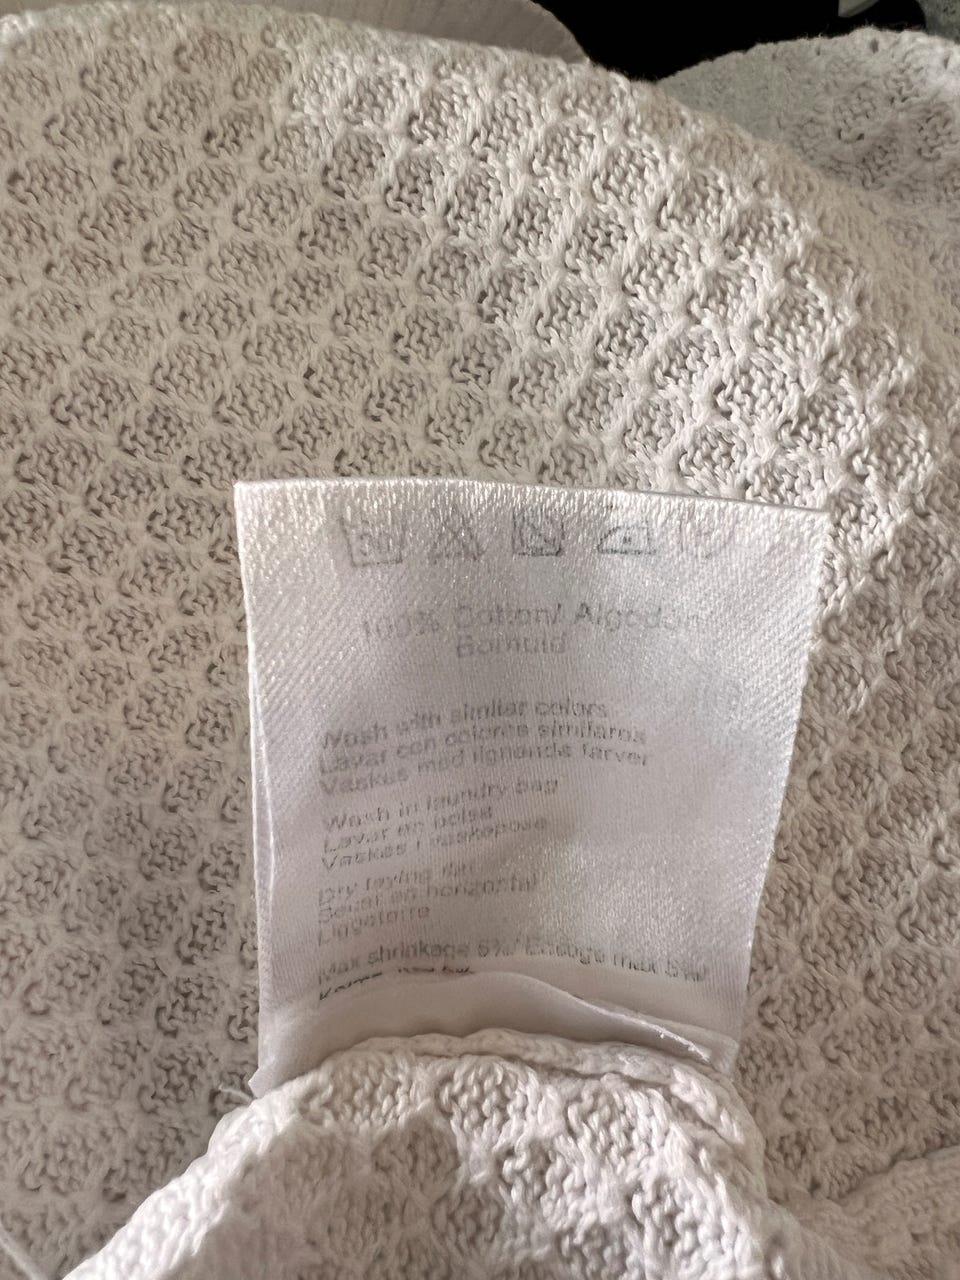 100% Cotton/ Algodon
Bomuld
Wash with similar colors
Lavar con colores similares
Vaskes med lignende farver
Wash in laundry bag
Lavar en bolsa
Vaskes i vaskepose
Dry laying flat
Secar en horizontal
Liggetørre
Max shrinkage 5%/ Encoge max 5%/